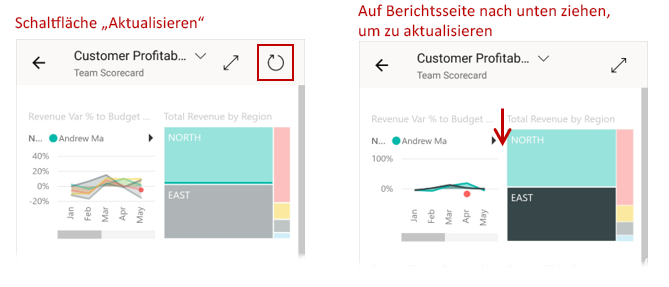 Schaltfläche „Aktualisieren“
Customer Profitab...
Team Scorecard
Revenue Var % to Budget ...
Total Revenue by Region
N...
Andrew Ma
NORTH
40%
20%
0%
-20%
EAST
Jan
Feb
Mar
Apr
May
Auf Berichtsseite nach unten ziehen,
um zu aktualisieren
Customer Profitab...
Team Scorecard
Revenue Var % to Budget ...
Total Revenue by Region
N...
Andrew Ma
NORTH
100%
0%
EAST
Jan
Feb
Mar
Apr
May